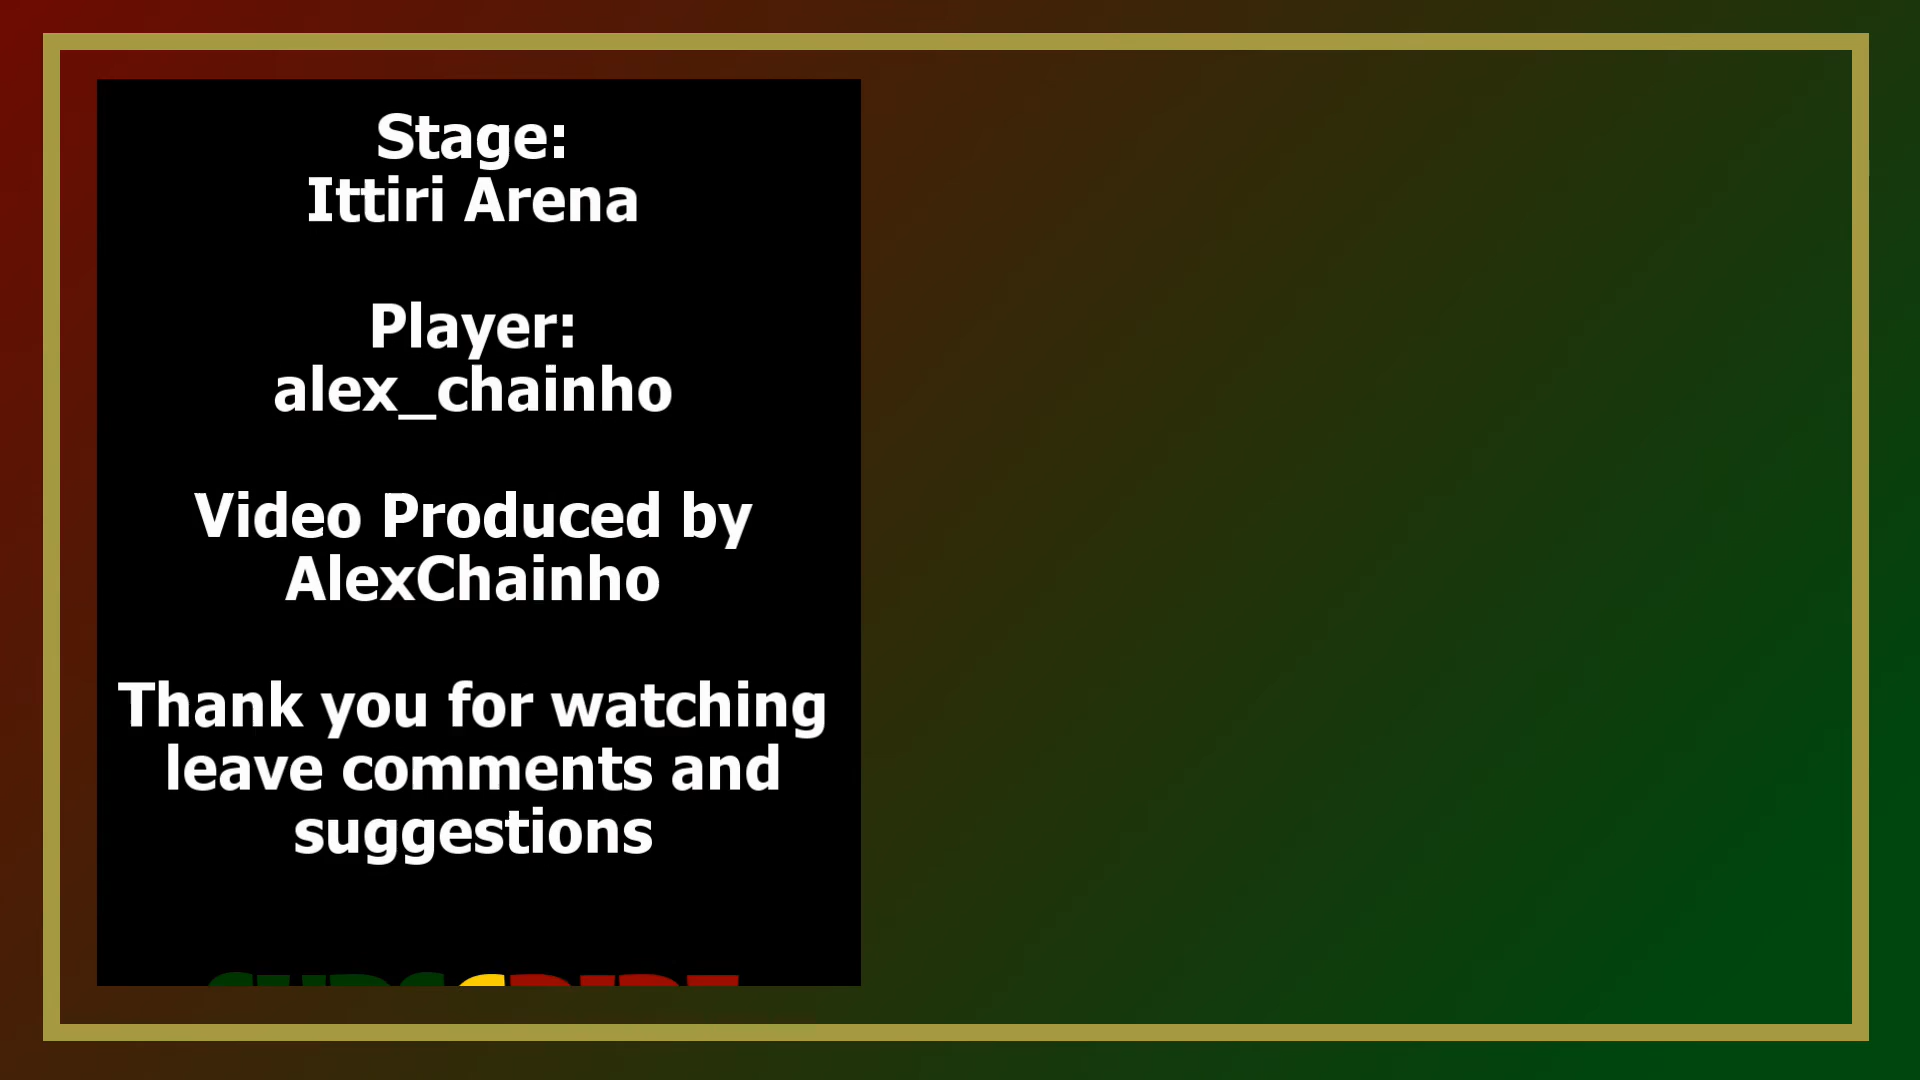 Stage:
Ittiri Arena
Player:
alex_chainho
Video Produced by
AlexChainho
Thank you for watching
leave comments and
suggestions